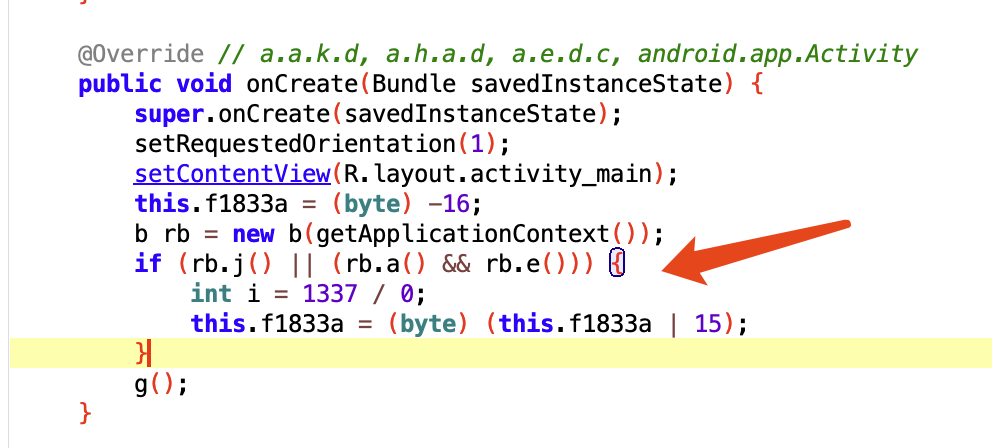 }
@Override // a.a.k.d, a.h.a.d, a.e.d.c, android.app.Activity
public void onCreate(Bundle savedInstanceState) {
super.onCreate(savedInstanceState);
setRequestedOrientation(1);
setContentView(R.layout.activity_main);
this.f1833a = (byte) -16;
b rb = new b(getApplicationContext());
if (rb.j() || (rb.a() && rb.e())) {
int i = 1337 / 0;
this.f1833a = (byte) (this.f1833a | 15);
}
g();
}